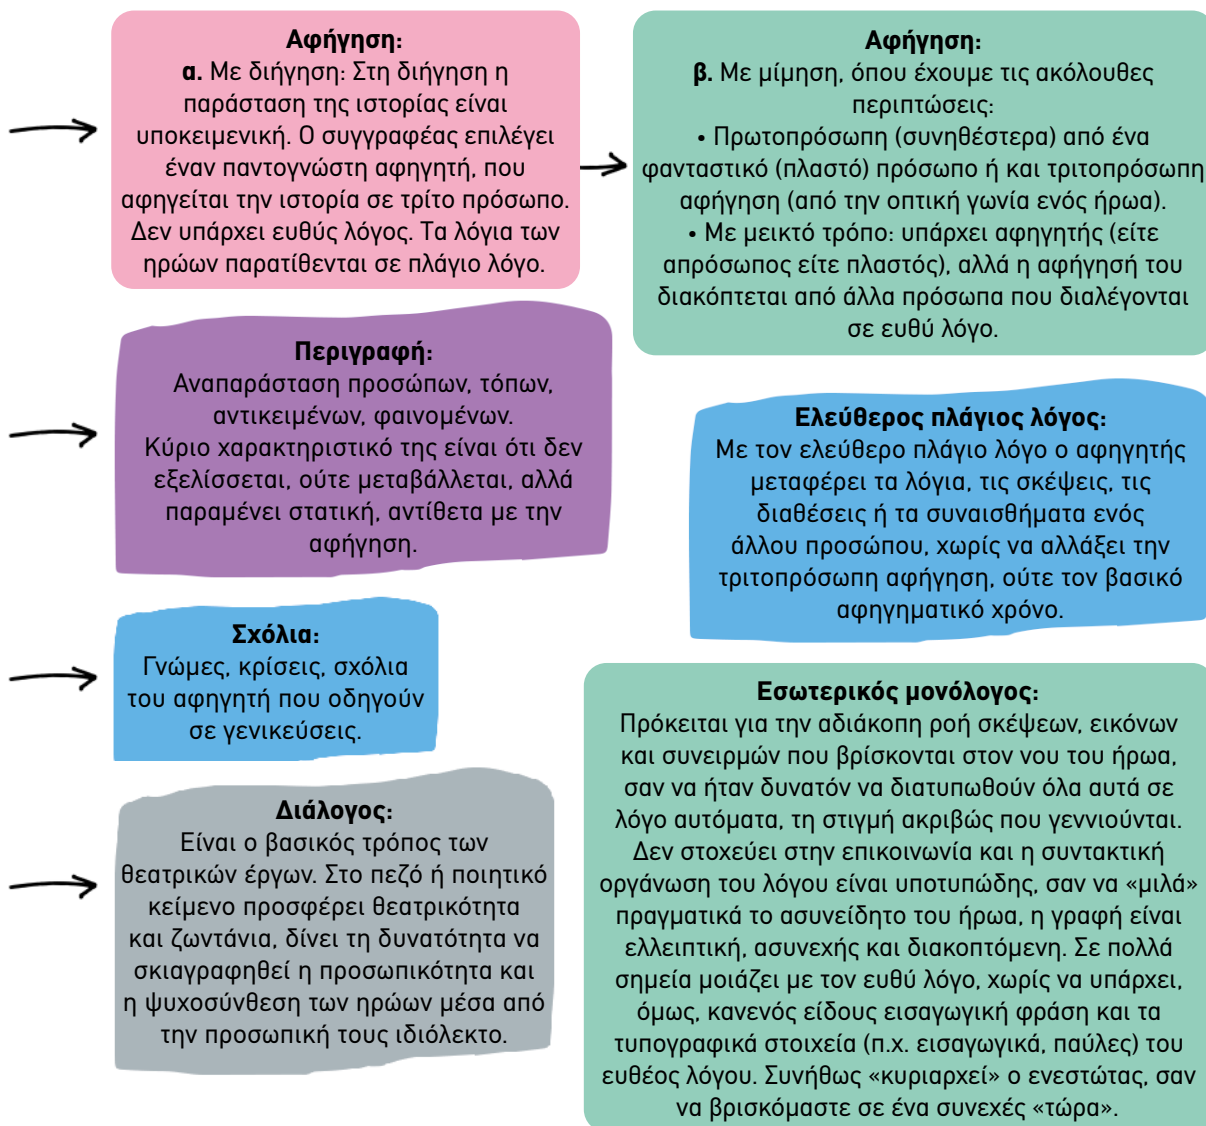 Αφήγηση:
α. Με διήγηση: Στη διήγηση η
παράσταση της ιστορίας είναι
υποκειμενική. Ο συγγραφέας επιλέγει
έναν παντογνώστη αφηγητή, που
αφηγείται την ιστορία σε τρίτο πρόσωπο.
Δεν υπάρχει ευθύς λόγος. Τα λόγια των
ηρώων παρατίθενται σε πλάγιο λόγο.
Αφήγηση:
β. Με μίμηση, όπου έχουμε τις ακόλουθες
περιπτώσεις:
• Πρωτοπρόσωπη (συνηθέστερα) από ένα
φανταστικό (πλαστό) πρόσωπο ή και τριτοπρόσωπη
αφήγηση (από την οπτική γωνία ενός ήρωα).
• Με μεικτό τρόπο: υπάρχει αφηγητής (είτε
απρόσωπος είτε πλαστός), αλλά η αφήγησή του
διακόπτεται από άλλα πρόσωπα που διαλέγονται
σε ευθύ λόγο.
Περιγραφή:
Αναπαράσταση προσώπων, τόπων,
αντικειμένων, φαινομένων.
Κύριο χαρακτηριστικό της είναι ότι δεν
εξελίσσεται, ούτε μεταβάλλεται, αλλά
παραμένει στατική, αντίθετα με την
αφήγηση.
Ελεύθερος πλάγιος λόγος:
Με τον ελεύθερο πλάγιο λόγο ο αφηγητής
μεταφέρει τα λόγια, τις σκέψεις, τις
διαθέσεις ή τα συναισθήματα ενός
άλλου προσώπου, χωρίς να αλλάξει την
τριτοπρόσωπη αφήγηση, ούτε τον βασικό
αφηγηματικό χρόνο.
Σχόλια:
Γνώμες, κρίσεις, σχόλια
του αφηγητή που οδηγούν
σε γενικεύσεις.
Διάλογος:
Είναι ο βασικός τρόπος των
θεατρικών έργων. Στο πεζό ή ποιητικό
κείμενο προσφέρει θεατρικότητα
και ζωντάνια, δίνει τη δυνατότητα να
σκιαγραφηθεί η προσωπικότητα και
η ψυχοσύνθεση των ηρώων μέσα από
την προσωπική τους ιδιόλεκτο.
Εσωτερικός μονόλογος:
Πρόκειται για την αδιάκοπη ροή σκέψεων, εικόνων
και συνειρμών που βρίσκονται στον νου του ήρωα,
σαν να ήταν δυνατόν να διατυπωθούν όλα αυτά σε
λόγο αυτόματα, τη στιγμή ακριβώς που γεννιούνται.
Δεν στοχεύει στην επικοινωνία και η συντακτική
οργάνωση του λόγου είναι υποτυπώδης, σαν να «μιλά»
πραγματικά το ασυνείδητο του ήρωα, η γραφή είναι
ελλειπτική, ασυνεχής και διακοπτόμενη. Σε πολλά
σημεία μοιάζει με τον ευθύ λόγο, χωρίς να υπάρχει,
όμως, κανενός είδους εισαγωγική φράση και τα
τυπογραφικά στοιχεία (π.χ. εισαγωγικά, παύλες) του
ευθέος λόγου. Συνήθως «κυριαρχεί» ο ενεστώτας, σαν
να βρισκόμαστε σε ένα συνεχές «τώρα».